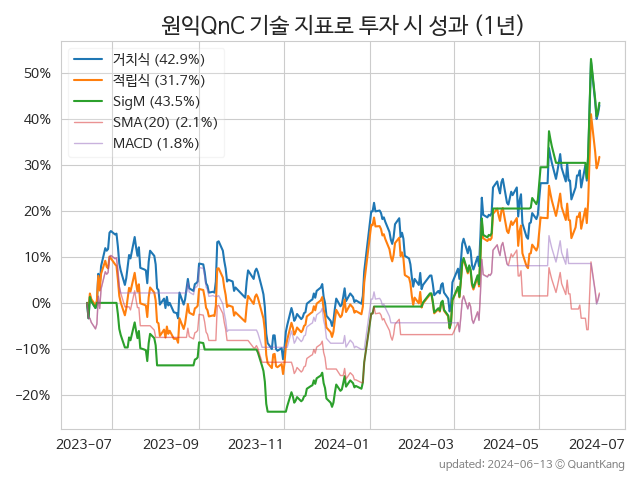 원익QnC 기술 지표로 투자 시 성과 (1년)
거치식 (42.9%)
적립식 (31.7%)
SigM (43.5%)
SMA(20) (2.1%)
MACD (1.8%)
50%
40%
30%
20%
10%
0%
−10%
−20%
2023-07 2023-09 2023-11 2024-01 2024-03 2024-05 2024-07
updated: 2024-06-13 © QuantKang